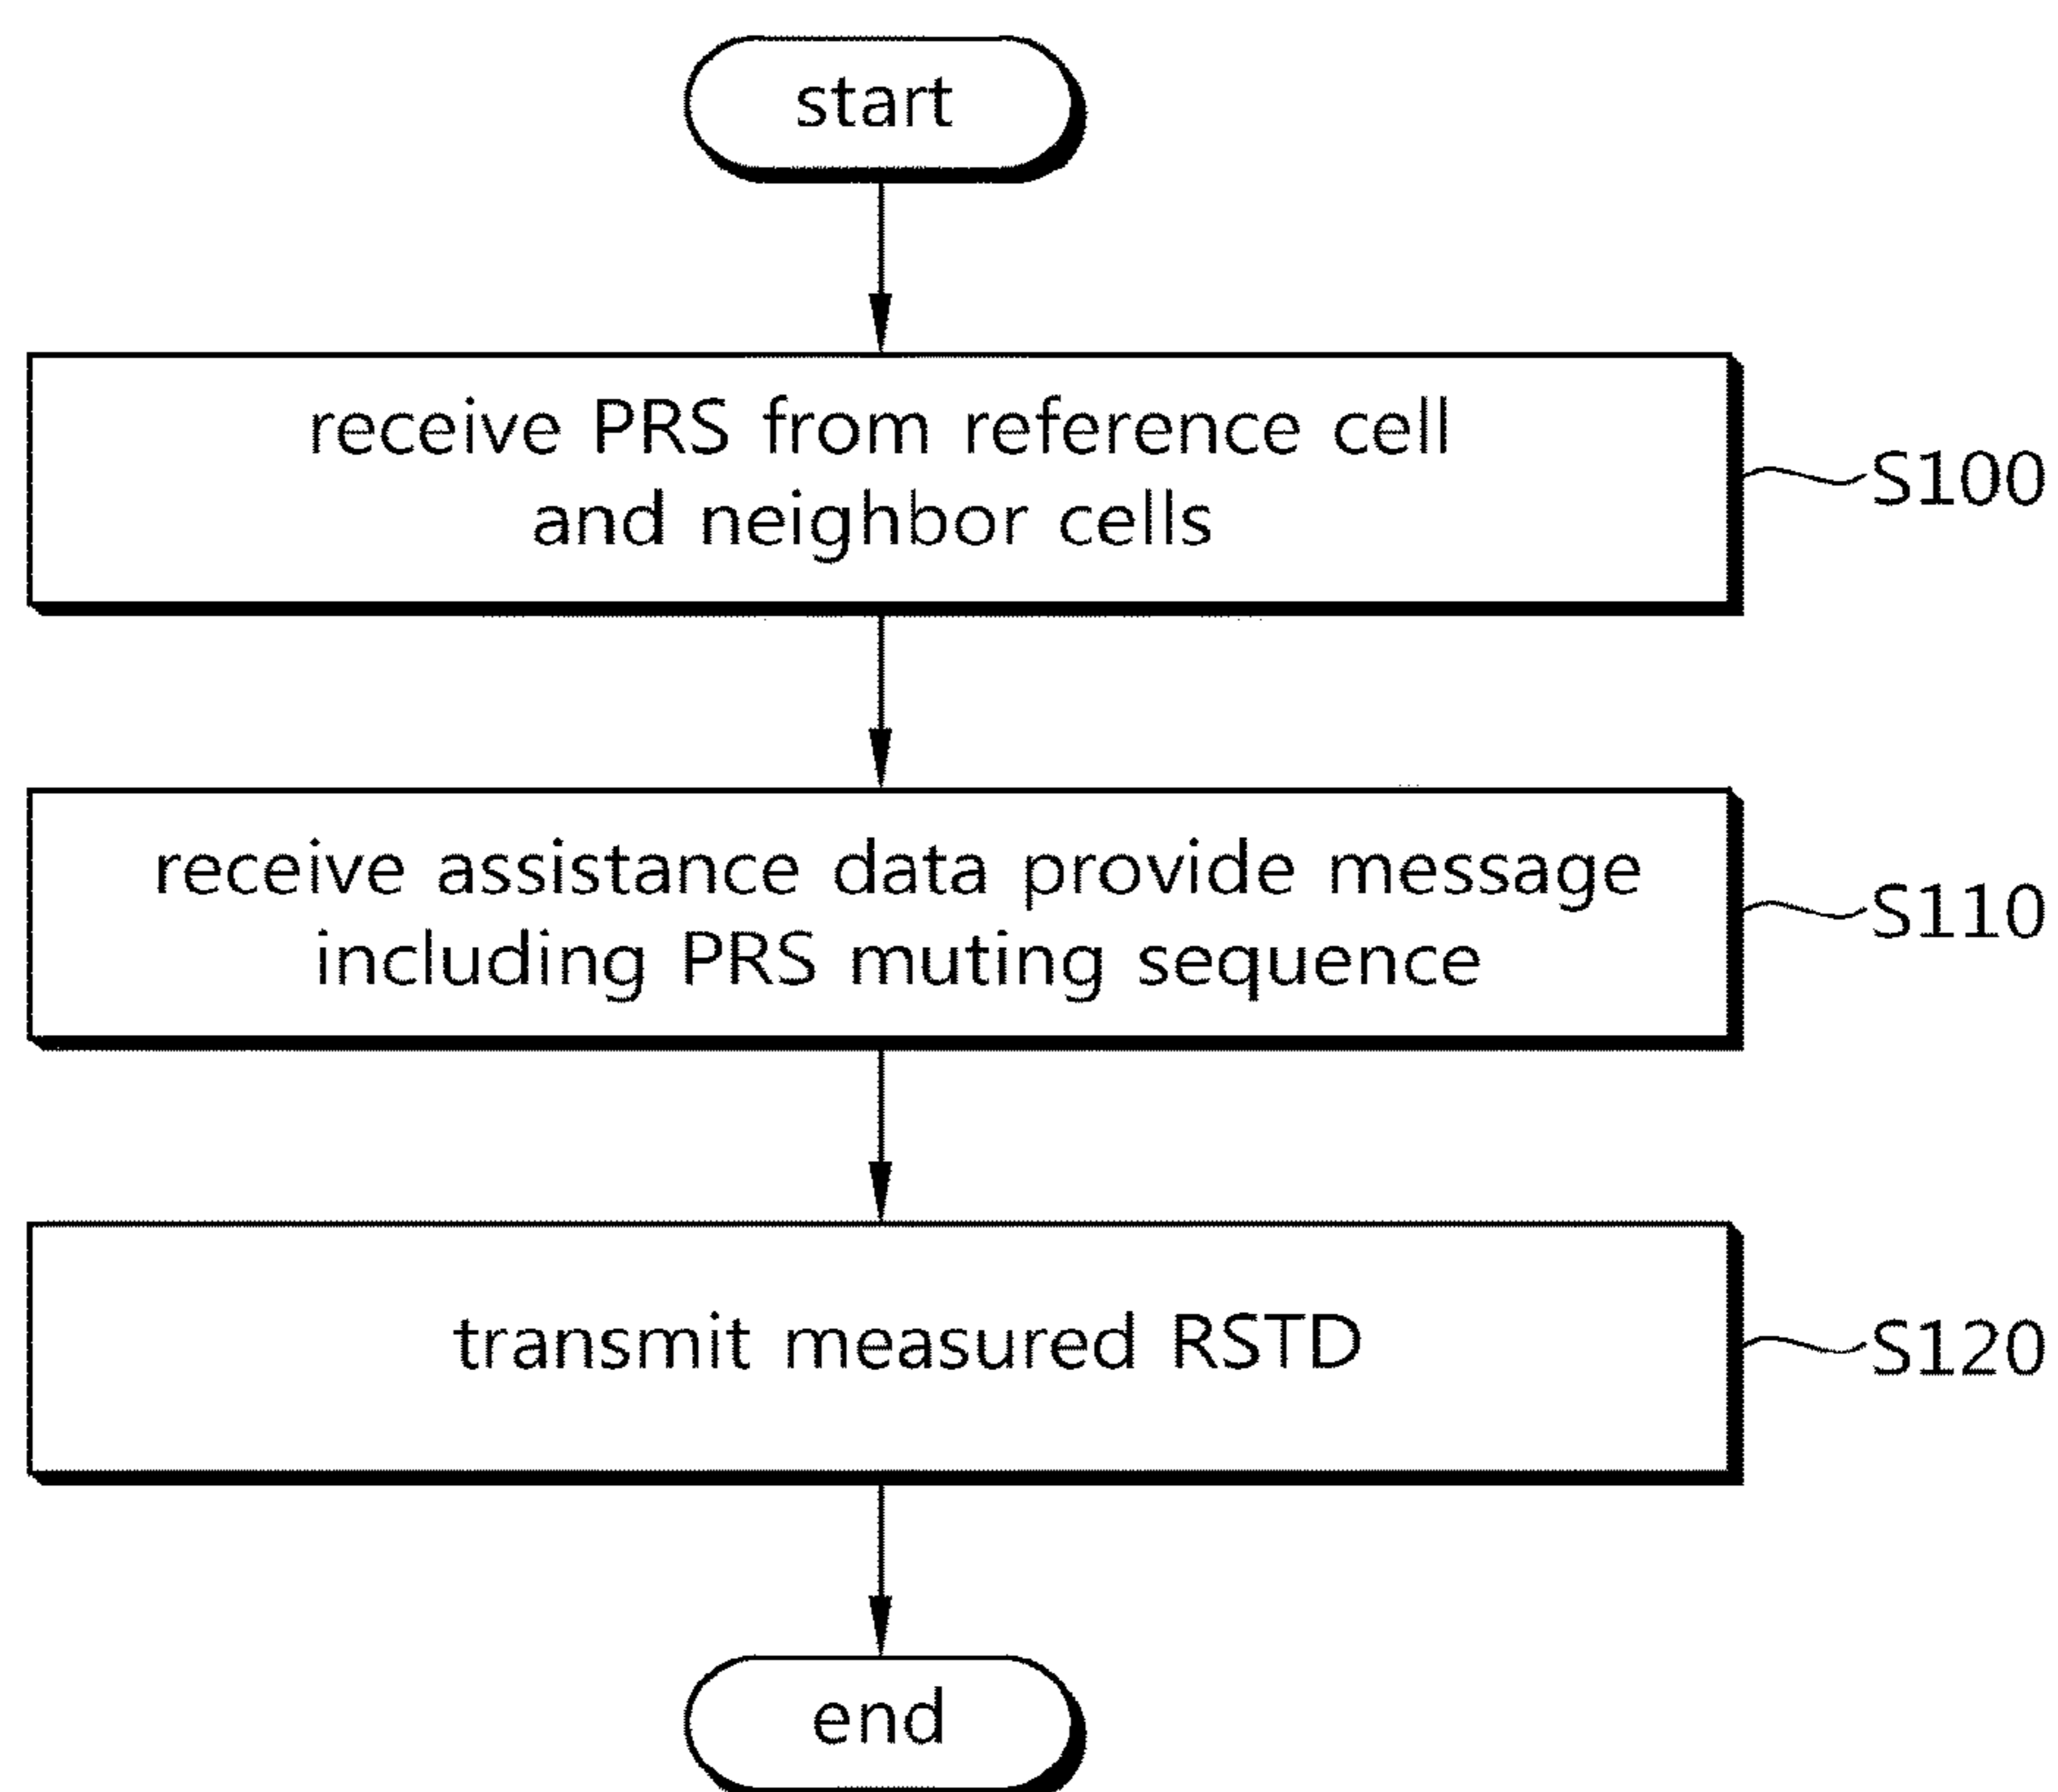 start
receive PRS from reference cell
and neighbor cells
S100
receive assistance data provide message
including PRS muting sequence
S110
transmit measured RSTD
S120
end